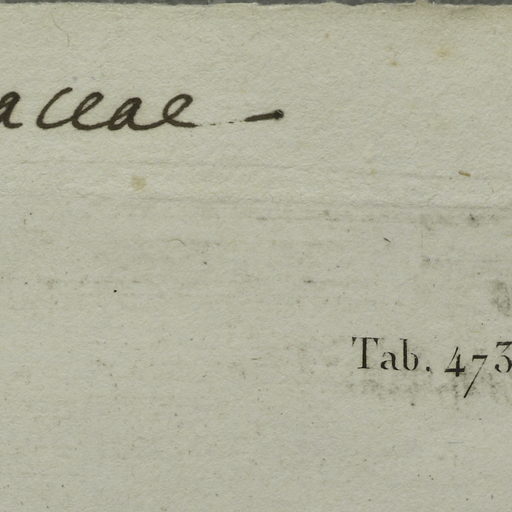 aceae -
Tab. 473